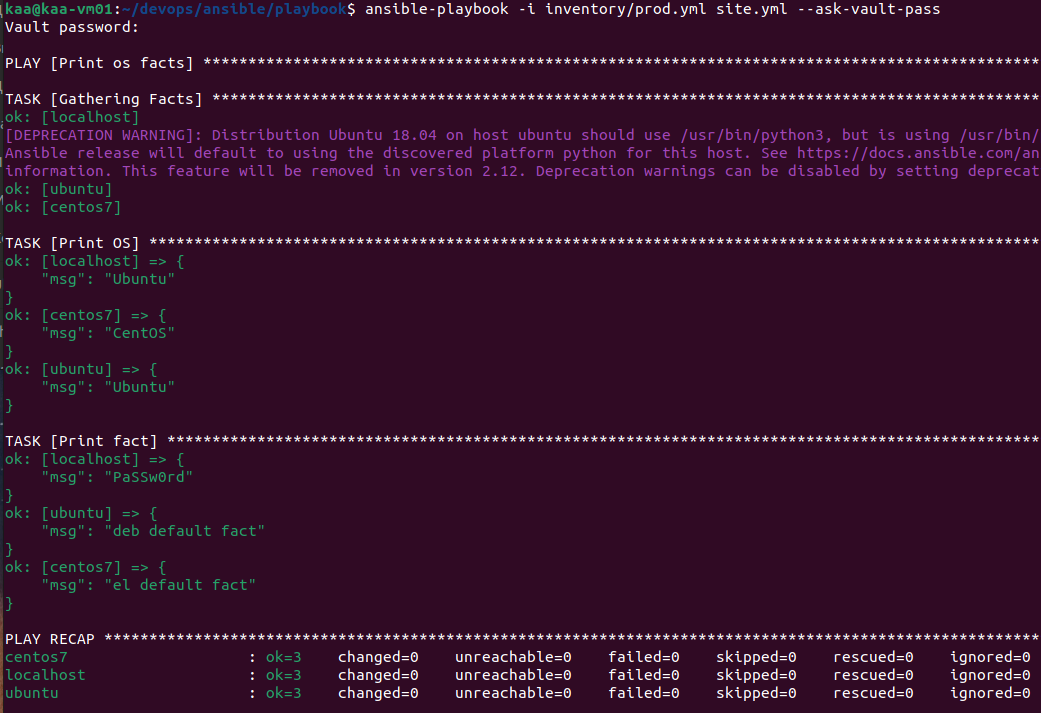 kaa@kaa-vm01:~/devops/ansible/playbook$ ansible-playbook -i inventory/prod.yml site.yml --ask-vault-pass
Vault password:
PLAY [Print os facts] *********************************************************************************************
TASK [Gathering Facts] ********************************************************************************************
ok: [localhost]
[DEPRECATION WARNING]: Distribution Ubuntu 18.04 on host ubuntu should use /usr/bin/python3, but is using /usr/bin/
Ansible release will default to using the discovered platform python for this host. See https://docs.ansible.com/an
information. This feature will be removed in version 2.12. Deprecation warnings can be disabled by setting deprecat
ok: [ubuntu]
ok: [centos7]
TASK [Print OS] ***************************************************************************************************
ok: [localhost] => {
    "msg": "Ubuntu"
}
ok: [centos7] => {
    "msg": "CentOS"
}
ok: [ubuntu] => {
    "msg": "Ubuntu"
}
TASK [Print fact] *************************************************************************************************
ok: [localhost] => {
    "msg": "PaSSw0rd"
}
ok: [ubuntu] => {
    "msg": "deb default fact"
}
ok: [centos7] => {
    "msg": "el default fact"
}
PLAY RECAP ********************************************************************************************************
centos7                    : ok=3    changed=0    unreachable=0    failed=0    skipped=0    rescued=0    ignored=0
localhost                  : ok=3    changed=0    unreachable=0    failed=0    skipped=0    rescued=0    ignored=0
ubuntu                     : ok=3    changed=0    unreachable=0    failed=0    skipped=0    rescued=0    ignored=0